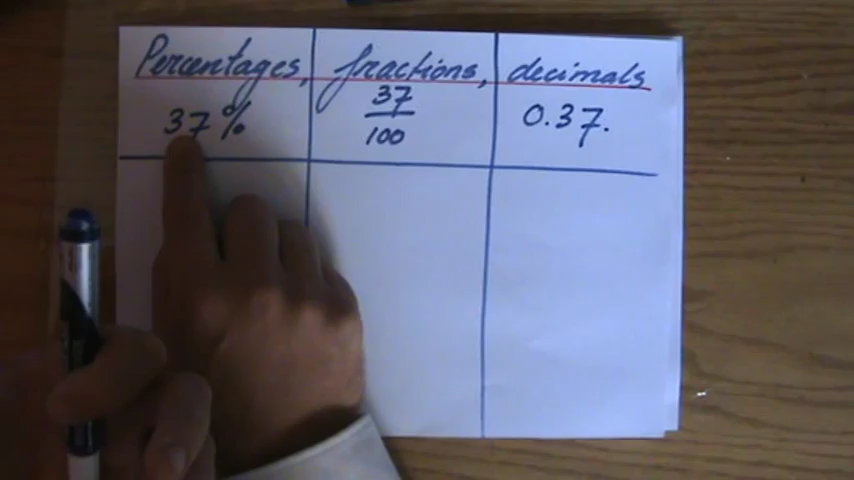 Percentages, fractions, decimals
37% 37/100 0.37.